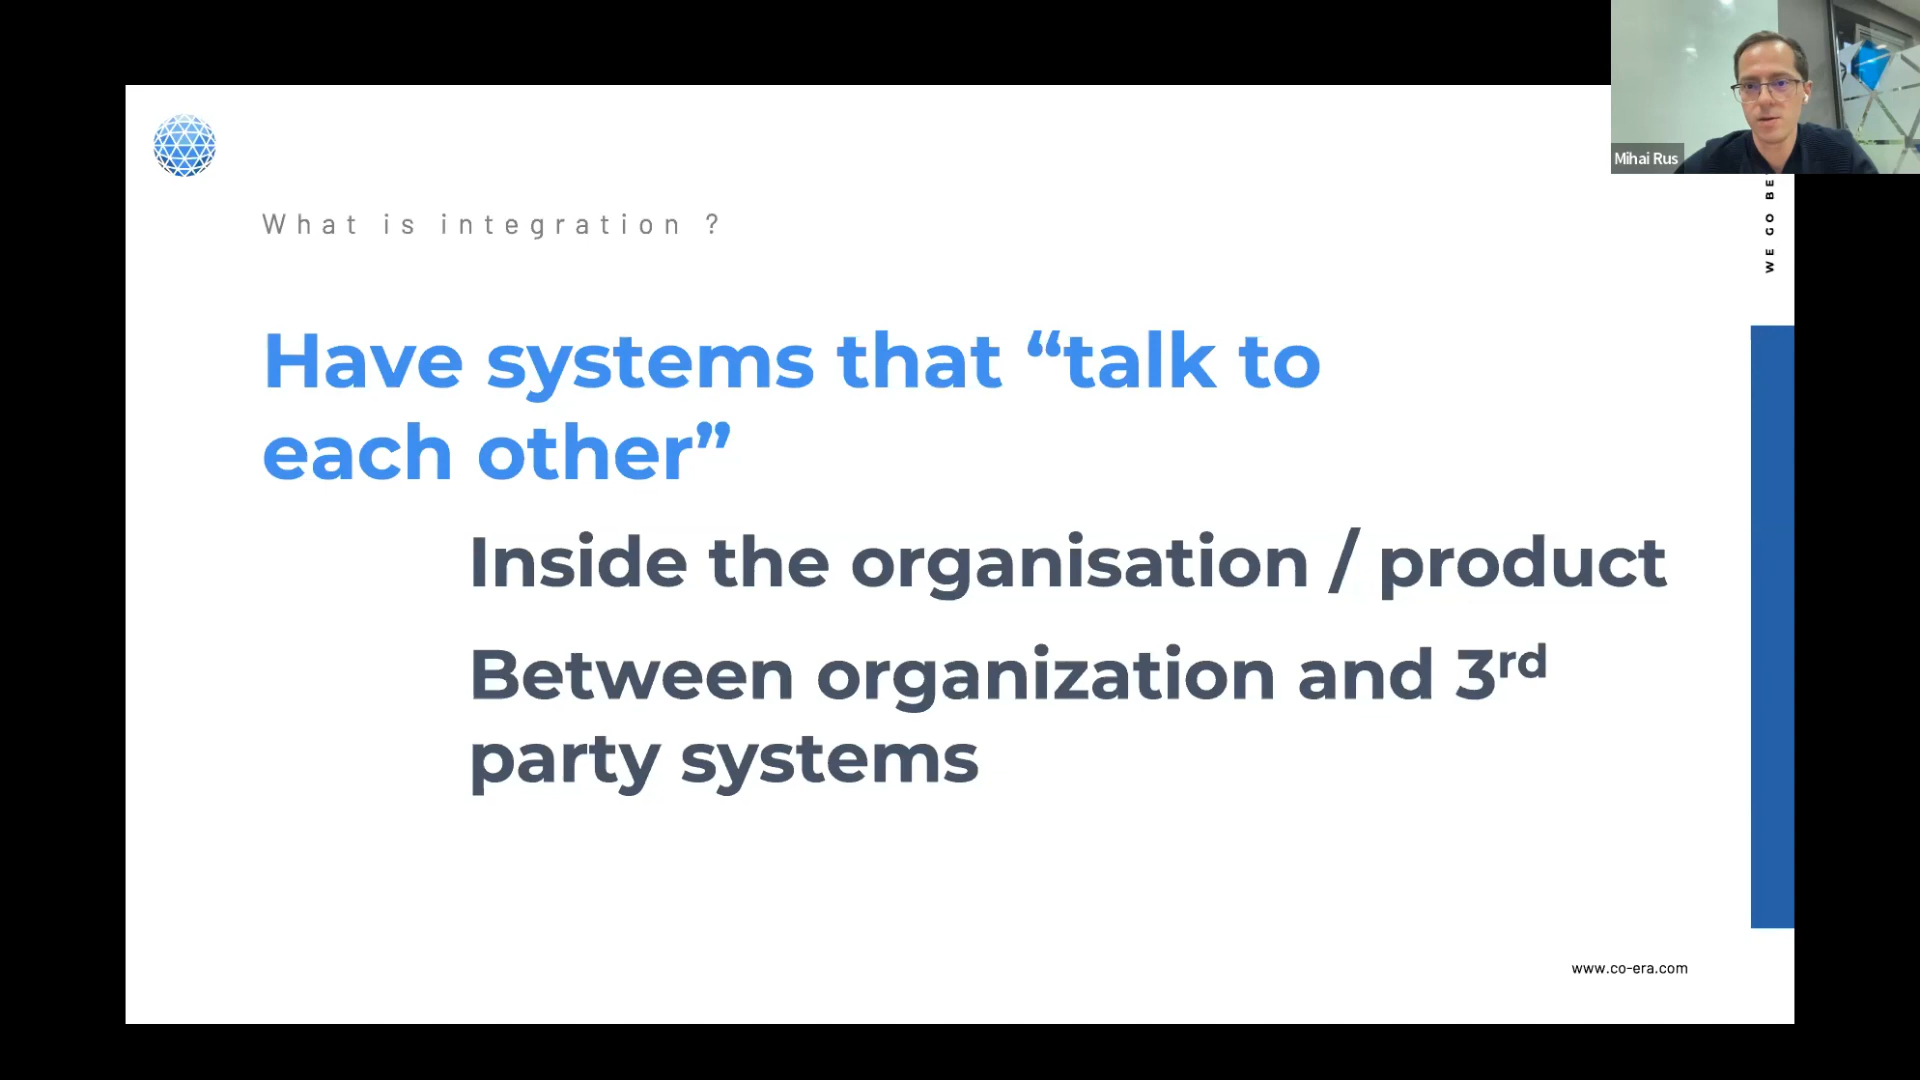 Mihai Rus
WE GO
What is integration ?
Have systems that “talk to
each other”
Inside the organisation / product
Between organization and 3rd
party systems
www.co-era.com